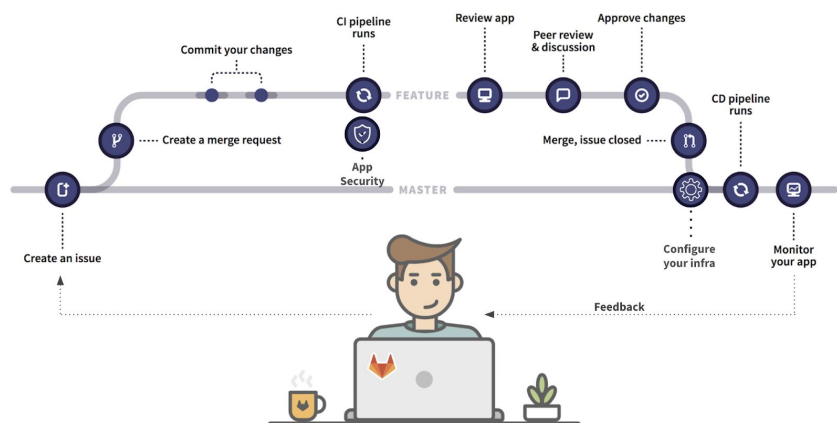 Commit your changes
CI pipeline
runs
Review app
Peer review
& discussion
Approve changes
FEATURE
Create a merge request
App
Security
Merge, issue closed
CD pipeline
runs
MASTER
Create an issue
Configure
your infra
Monitor
your app
Feedback